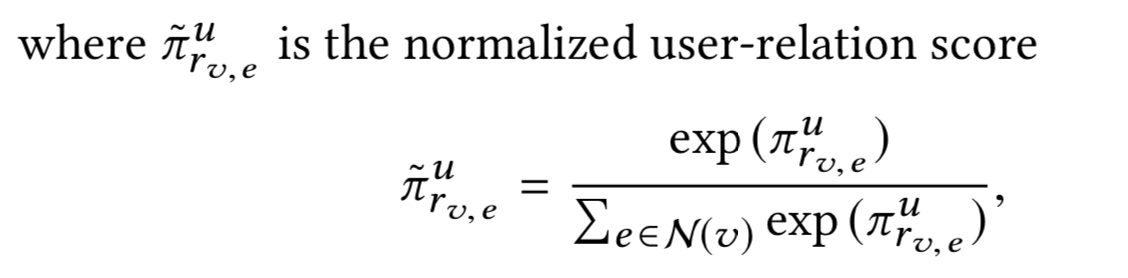 where $\tilde{\pi}^{u}_{r_{v,e}}$ is the normalized user-relation score
$\tilde{\pi}^{u}_{r_{v,e}} = \frac{\exp(\pi^{u}_{r_{v,e}})}{\sum_{e \in \mathcal{N}(v)} \exp(\pi^{u}_{r_{v,e}})},$